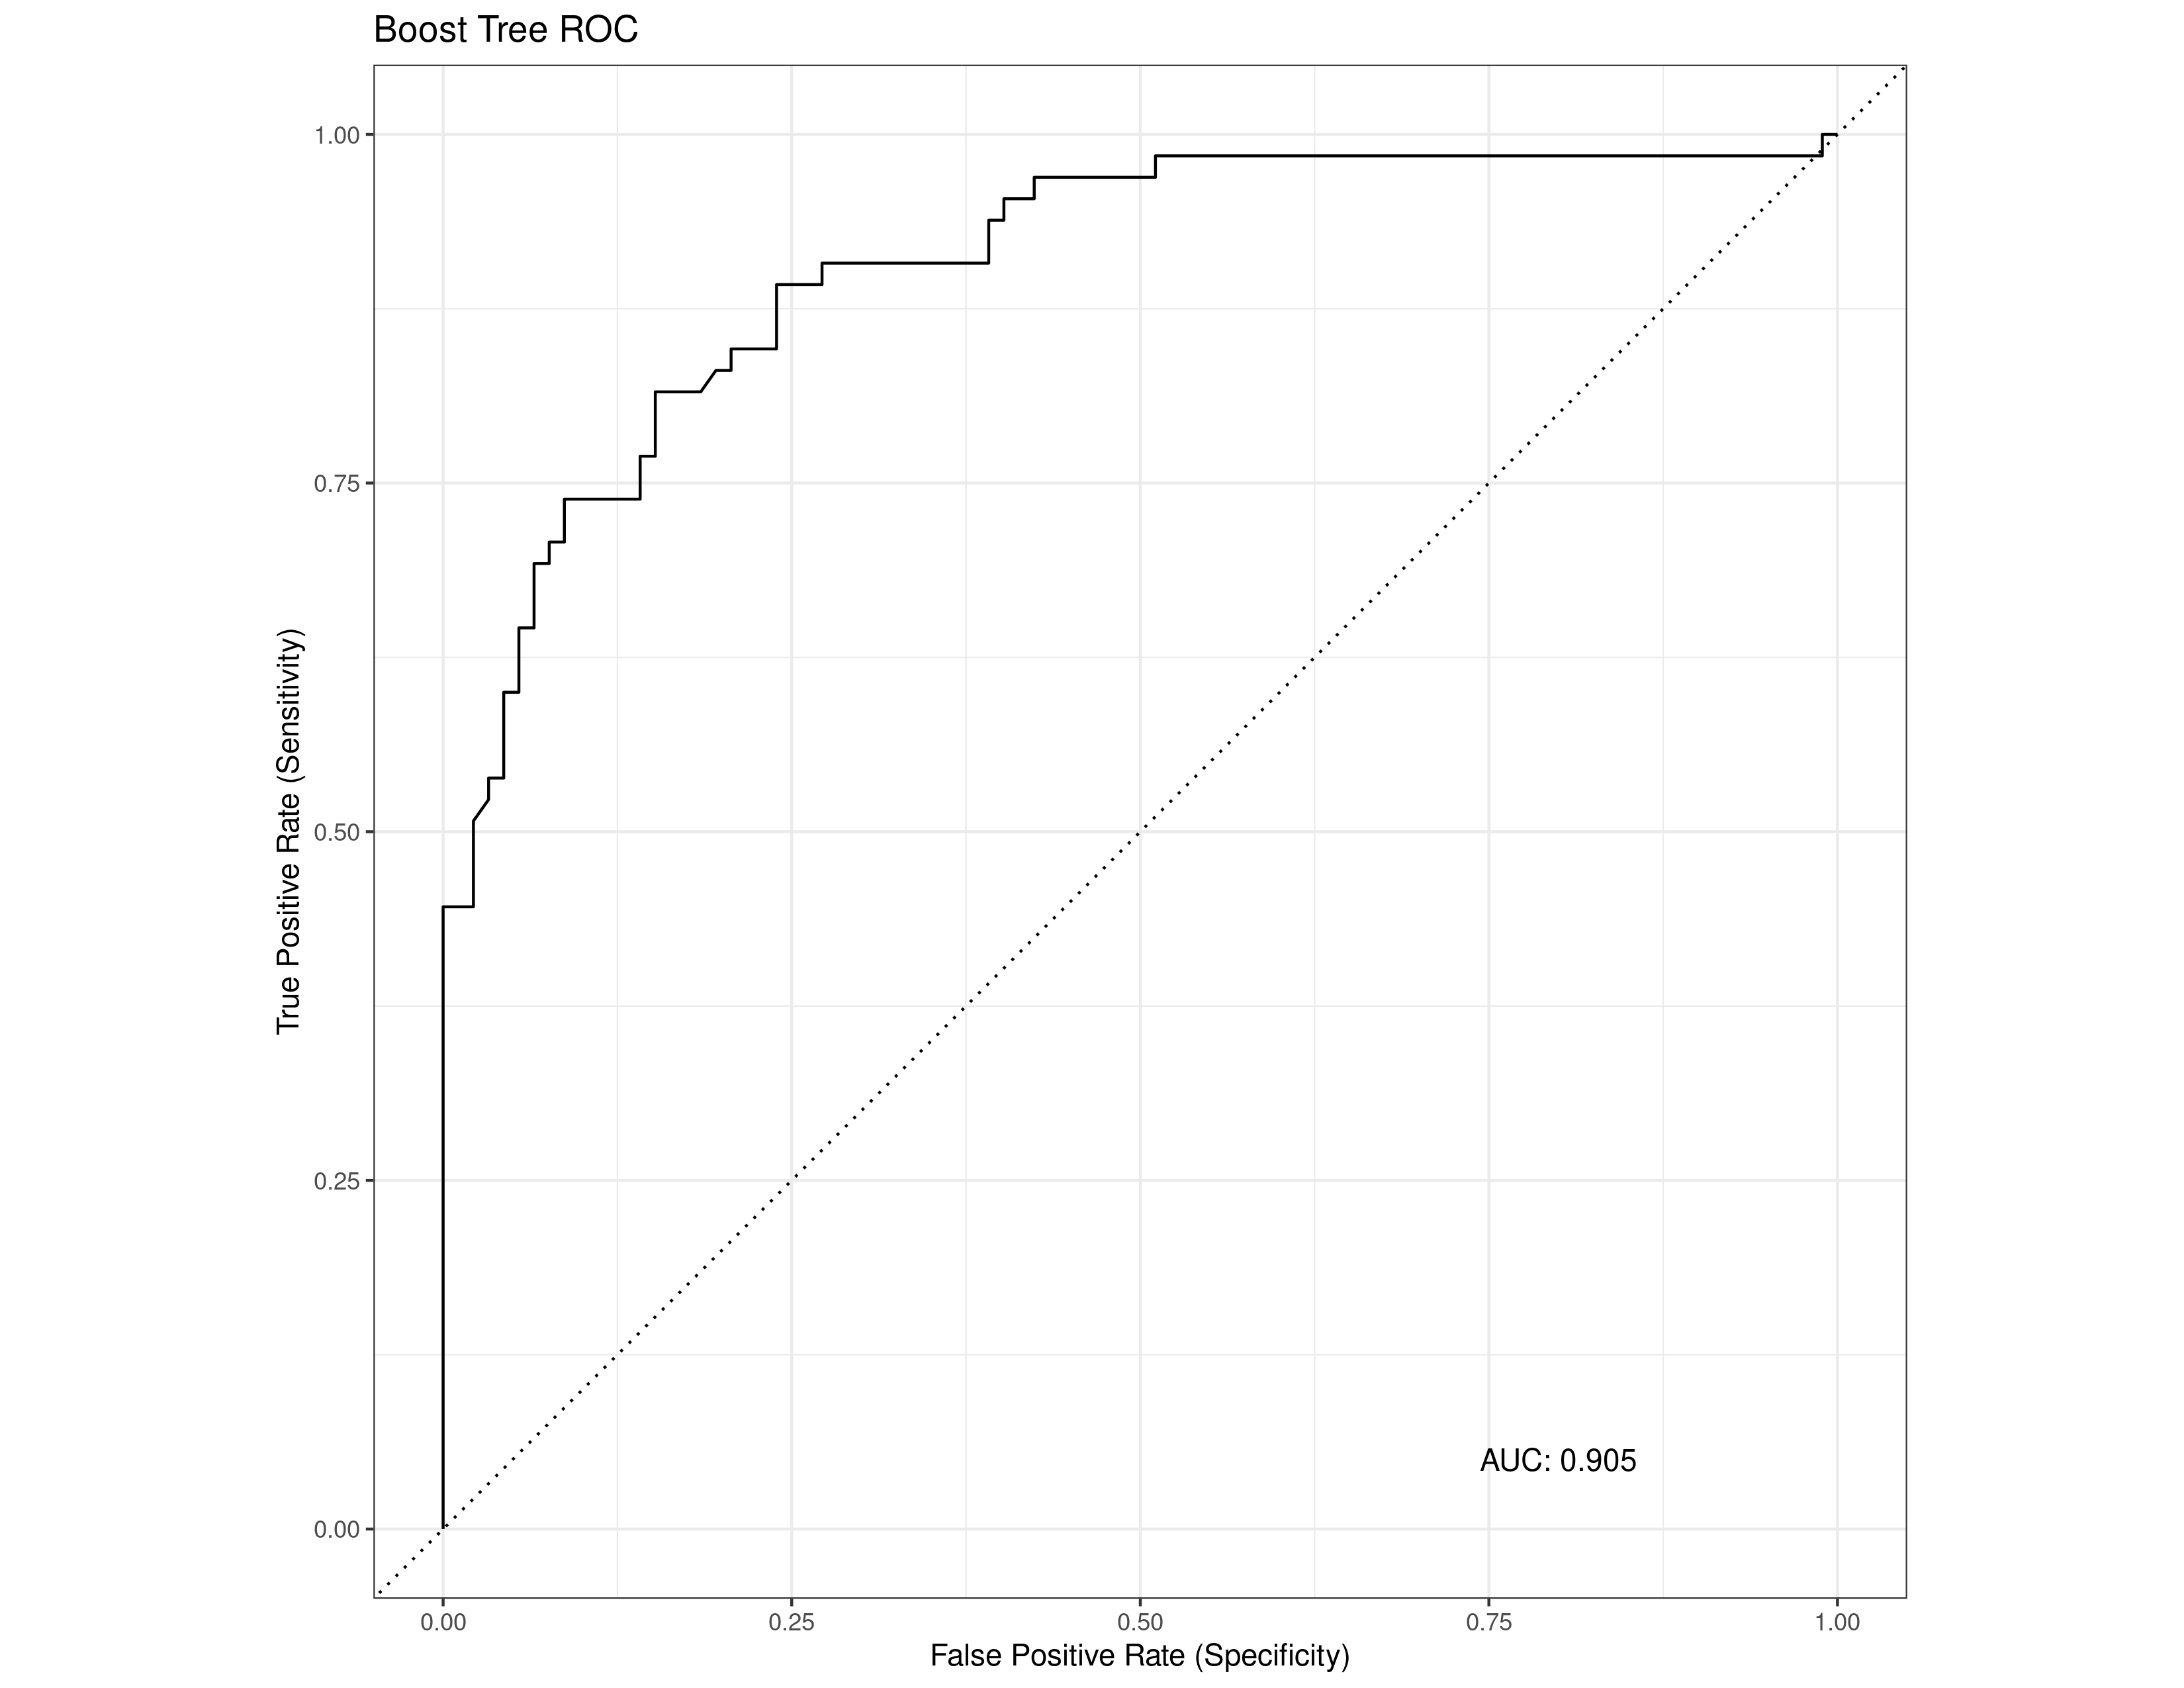 Boost Tree ROC
True Positive Rate (Sensitivity)
1.00
0.75
0.50
0.25
0.00
AUC: 0.905
0.00 0.25 0.50 0.75 1.00
False Positive Rate (Specificity)